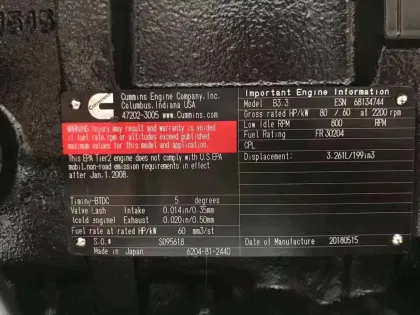 Cummins Engine Company, Inc.
Columbus, Indiana USA
47202-3005 www.Cummins.com
WARNING Injury may result and warranty is voided
if fuel rate,rpm or altitudes exceed published
maximum values for this model and application.
This EPA Tier2 engine does not comply with U.S.EPA
mobil,non-road emission requirements in effect
after Jan.1.2008.
Timing-BTDC 5 degrees
Valve Lash Intake 0.014in/0.35mm
(cold engine) Exhaust 0.020in/0.50mm
Fuel rate at rated HP/kW 60 mm3/st
S.O.# SO95618
Made in Japan 6204-81-2440
Important Engine Information
Model B3.3 ESN 68134744
Gross rated HP/kW 80 / 60 at 2200 rpm
Low Idle RPM 800 RPM
Fuel Rating FR 30204
CPL
Displacement: 3.261L/199in3
Date of Manufacture 20180515